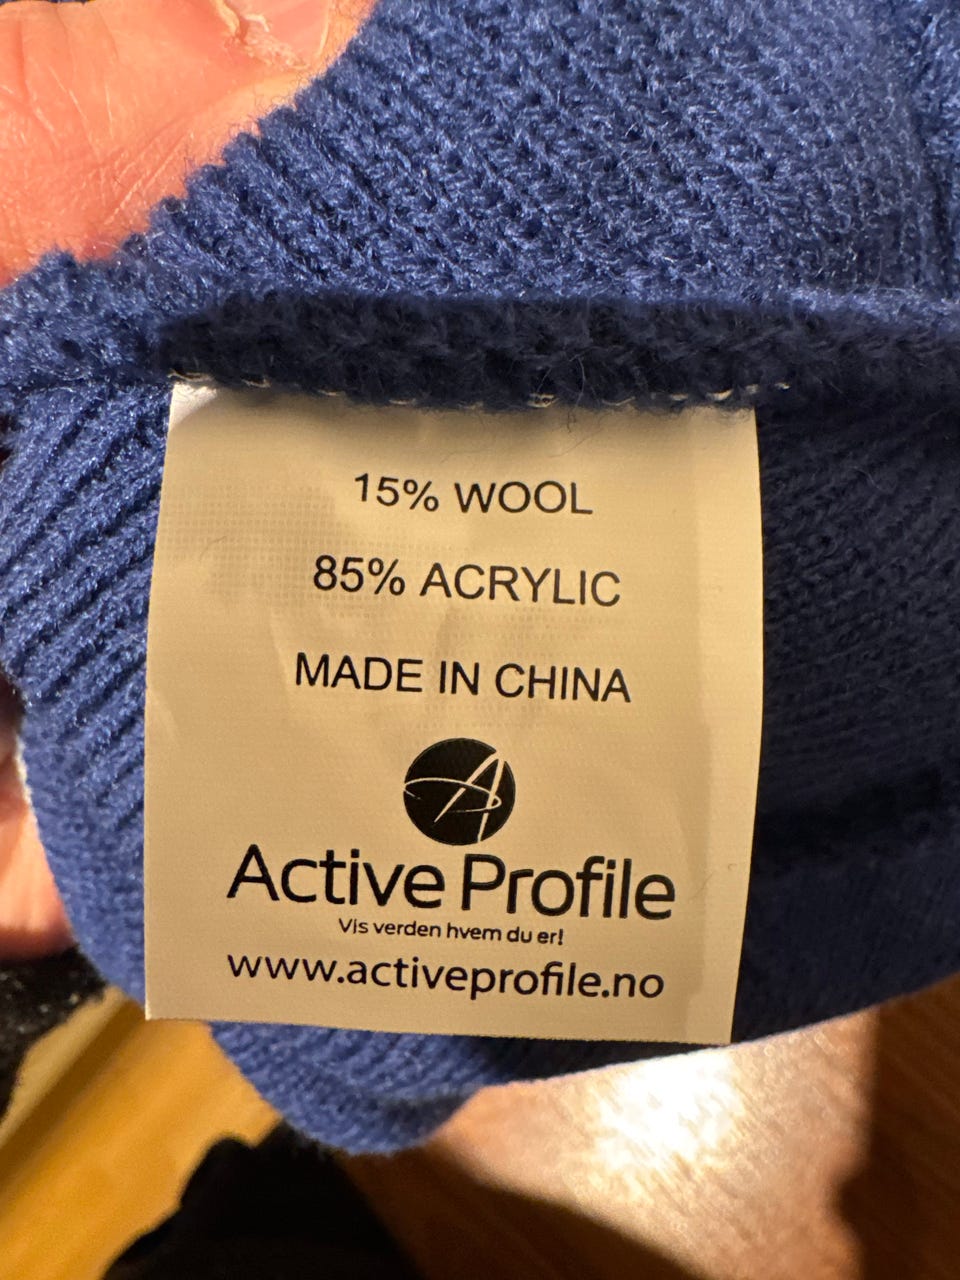 15% WOOL
85% ACRYLIC
MADE IN CHINA
Active Profile
Vis verden hvem du er!
www.activeprofile.no